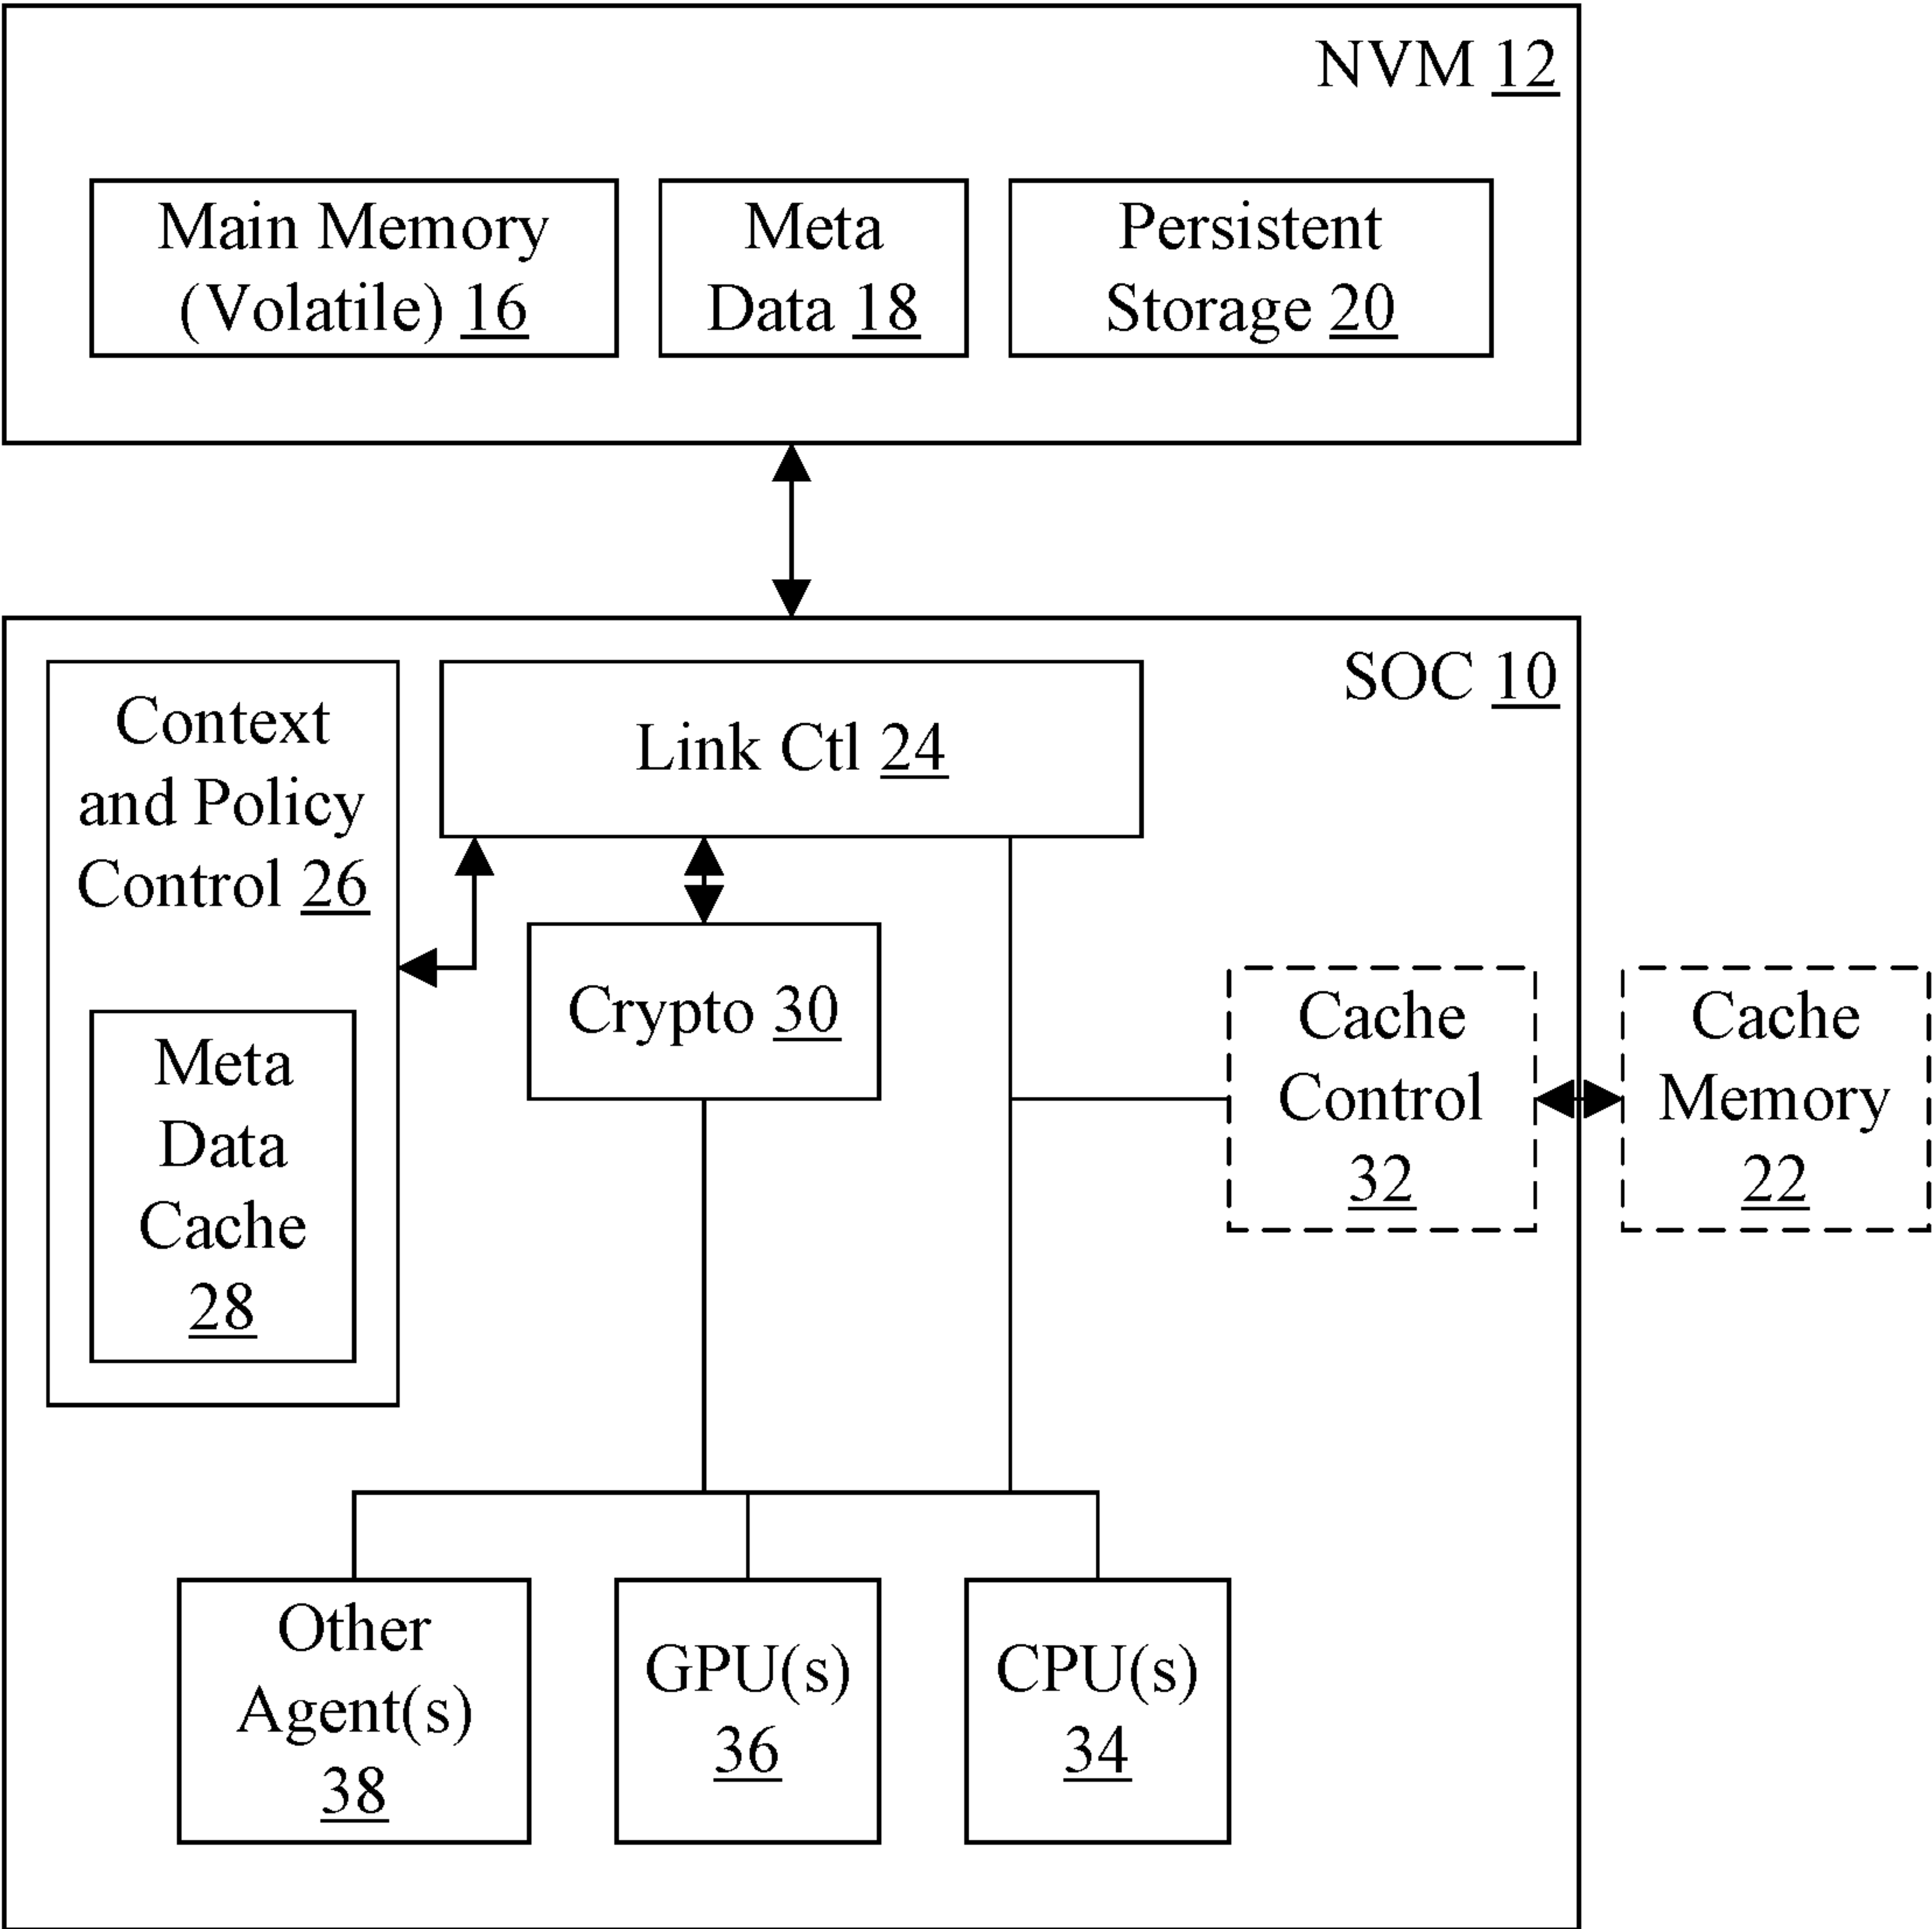 NVM 12
Main Memory
(Volatile) 16
Meta
Data 18
Persistent
Storage 20
SOC 10
Context
and Policy
Control 26
Meta
Data
Cache
28
Link Ctl 24
Crypto 30
Cache
Control
32
Cache
Memory
22
Other
Agent(s)
38
GPU(s)
36
CPU(s)
34